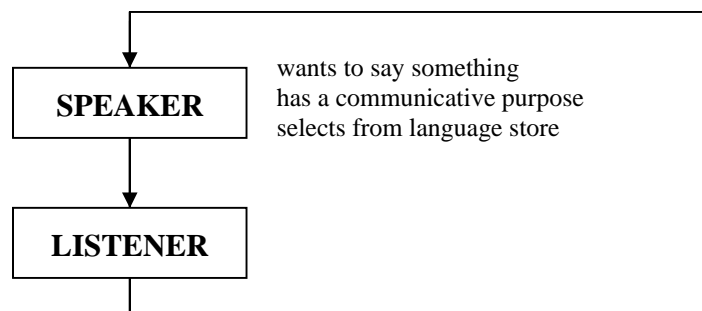 SPEAKER
wants to say something
has a communicative purpose
selects from language store
LISTENER